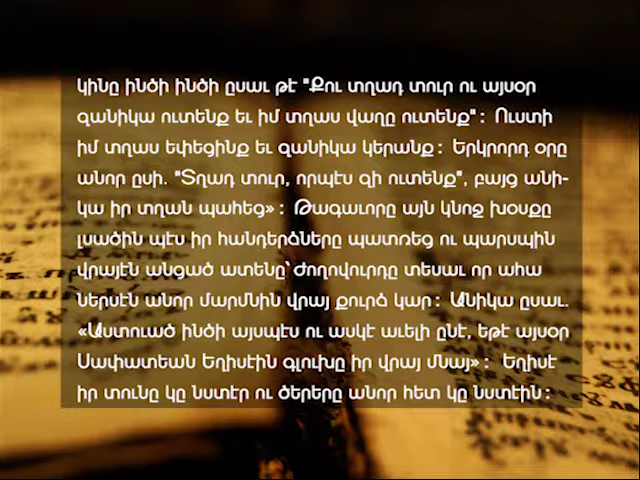 կինը ինծի ինծի ըսաւ թէ "Քու տղադ տուր ու այսօր
զանիկա ուտենք եւ իմ տղաս վաղը ուտենք" : Ուստի
իմ տղաս եփեցինք եւ զանիկա կերանք : Երկրորդ օրը
անոր ըսի. "Տղադ տուր, որպէս զի ուտենք", բայց անի-
կա իր տղան պահեց» : Թագաւորը այն կնոջ խօսքը
լսածին պէս իր հանդերձները պատռեց ու պարսպին
վրայէն անցած ատենը՝ Ժողովուրդը տեսաւ որ ահա
ներսէն անոր մարմնին վրայ քուրձ կար : Անիկա ըսաւ.
«Աստուած ինծի այսպէս ու ասկէ աւելի ընէ, եթէ այսօր
Սափատեան Եղիսէին գլուխը իր վրայ մնայ» : Եղիսէ
իր տունը կը նստէր ու ծերերը անոր հետ կը նստէին :